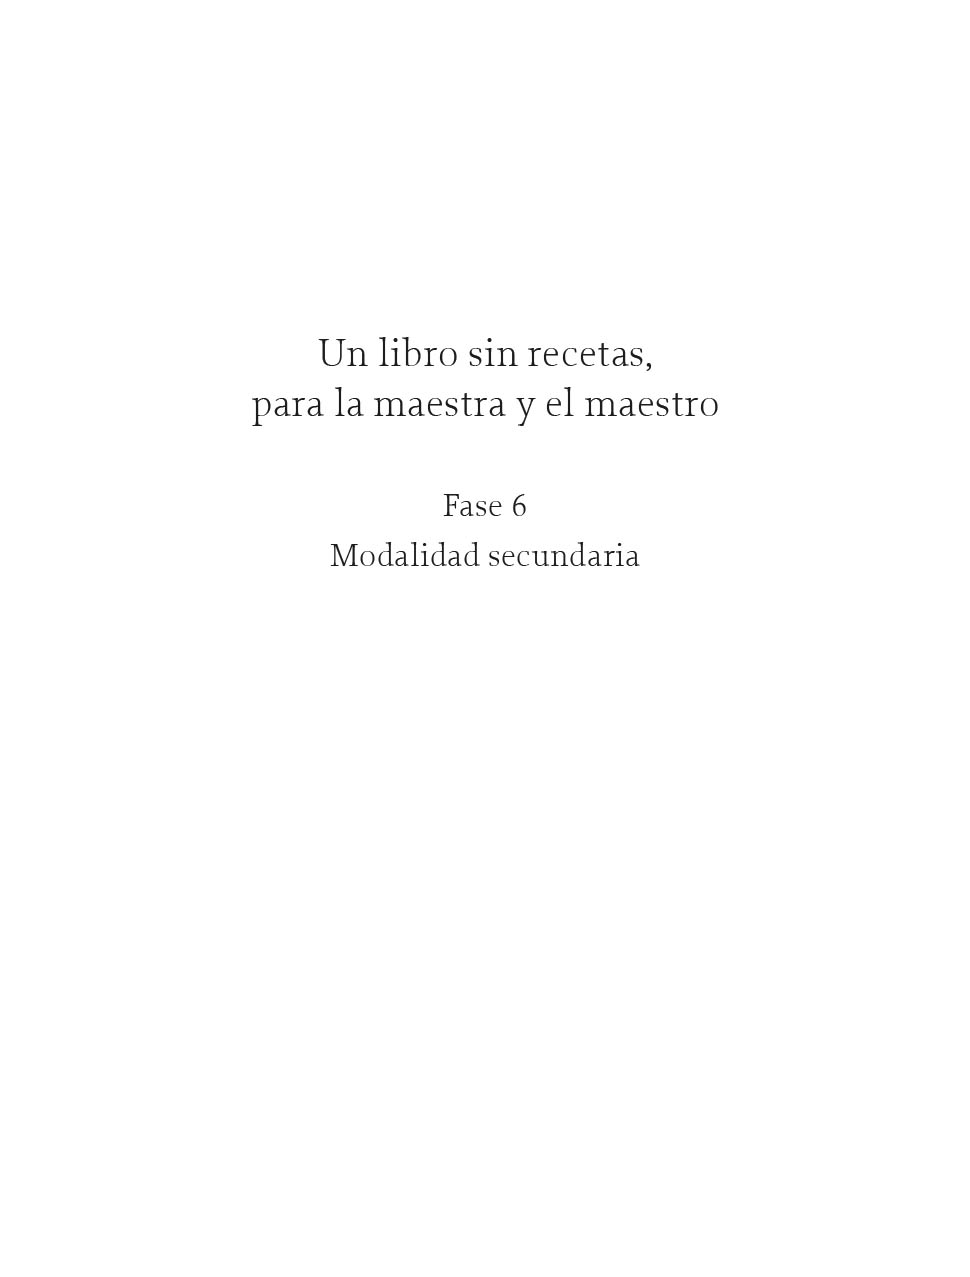 Un libro sin recetas,
para la maestra y el maestro
Fase 6
Modalidad secundaria